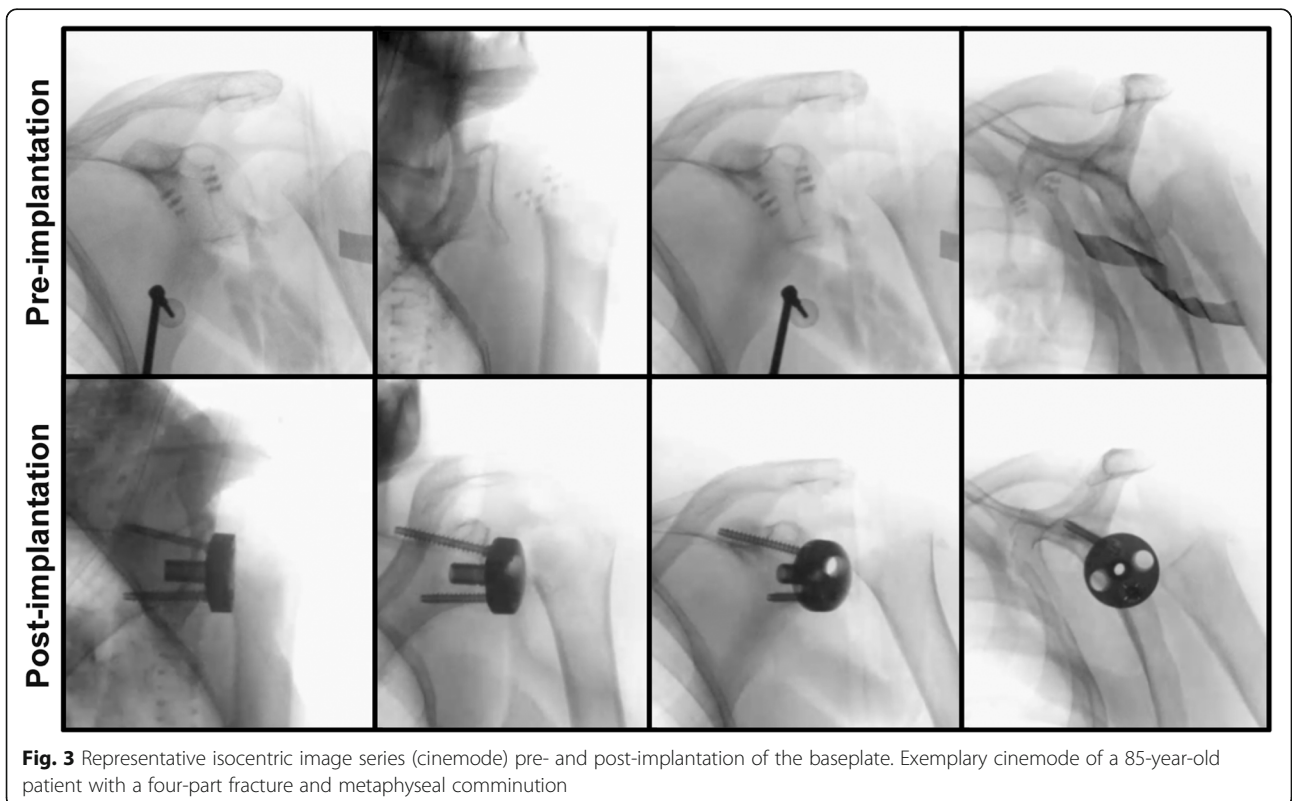 Pre-implantation
Post-implantation
Fig. 3 Representative isocentric image series (cinemode) pre- and post-implantation of the baseplate. Exemplary cinemode of a 85-year-old
patient with a four-part fracture and metaphyseal comminution